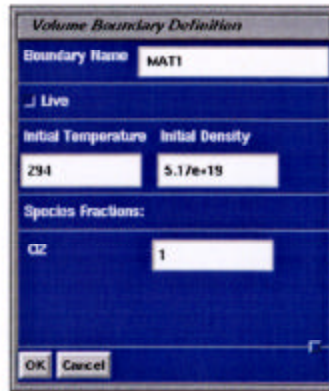 Volume Boundary Definition
Boundary Name MAT1
Live
Initial Temperature Initial Density
294 5.17e+19
Species Fractions:
1
OK Cancel